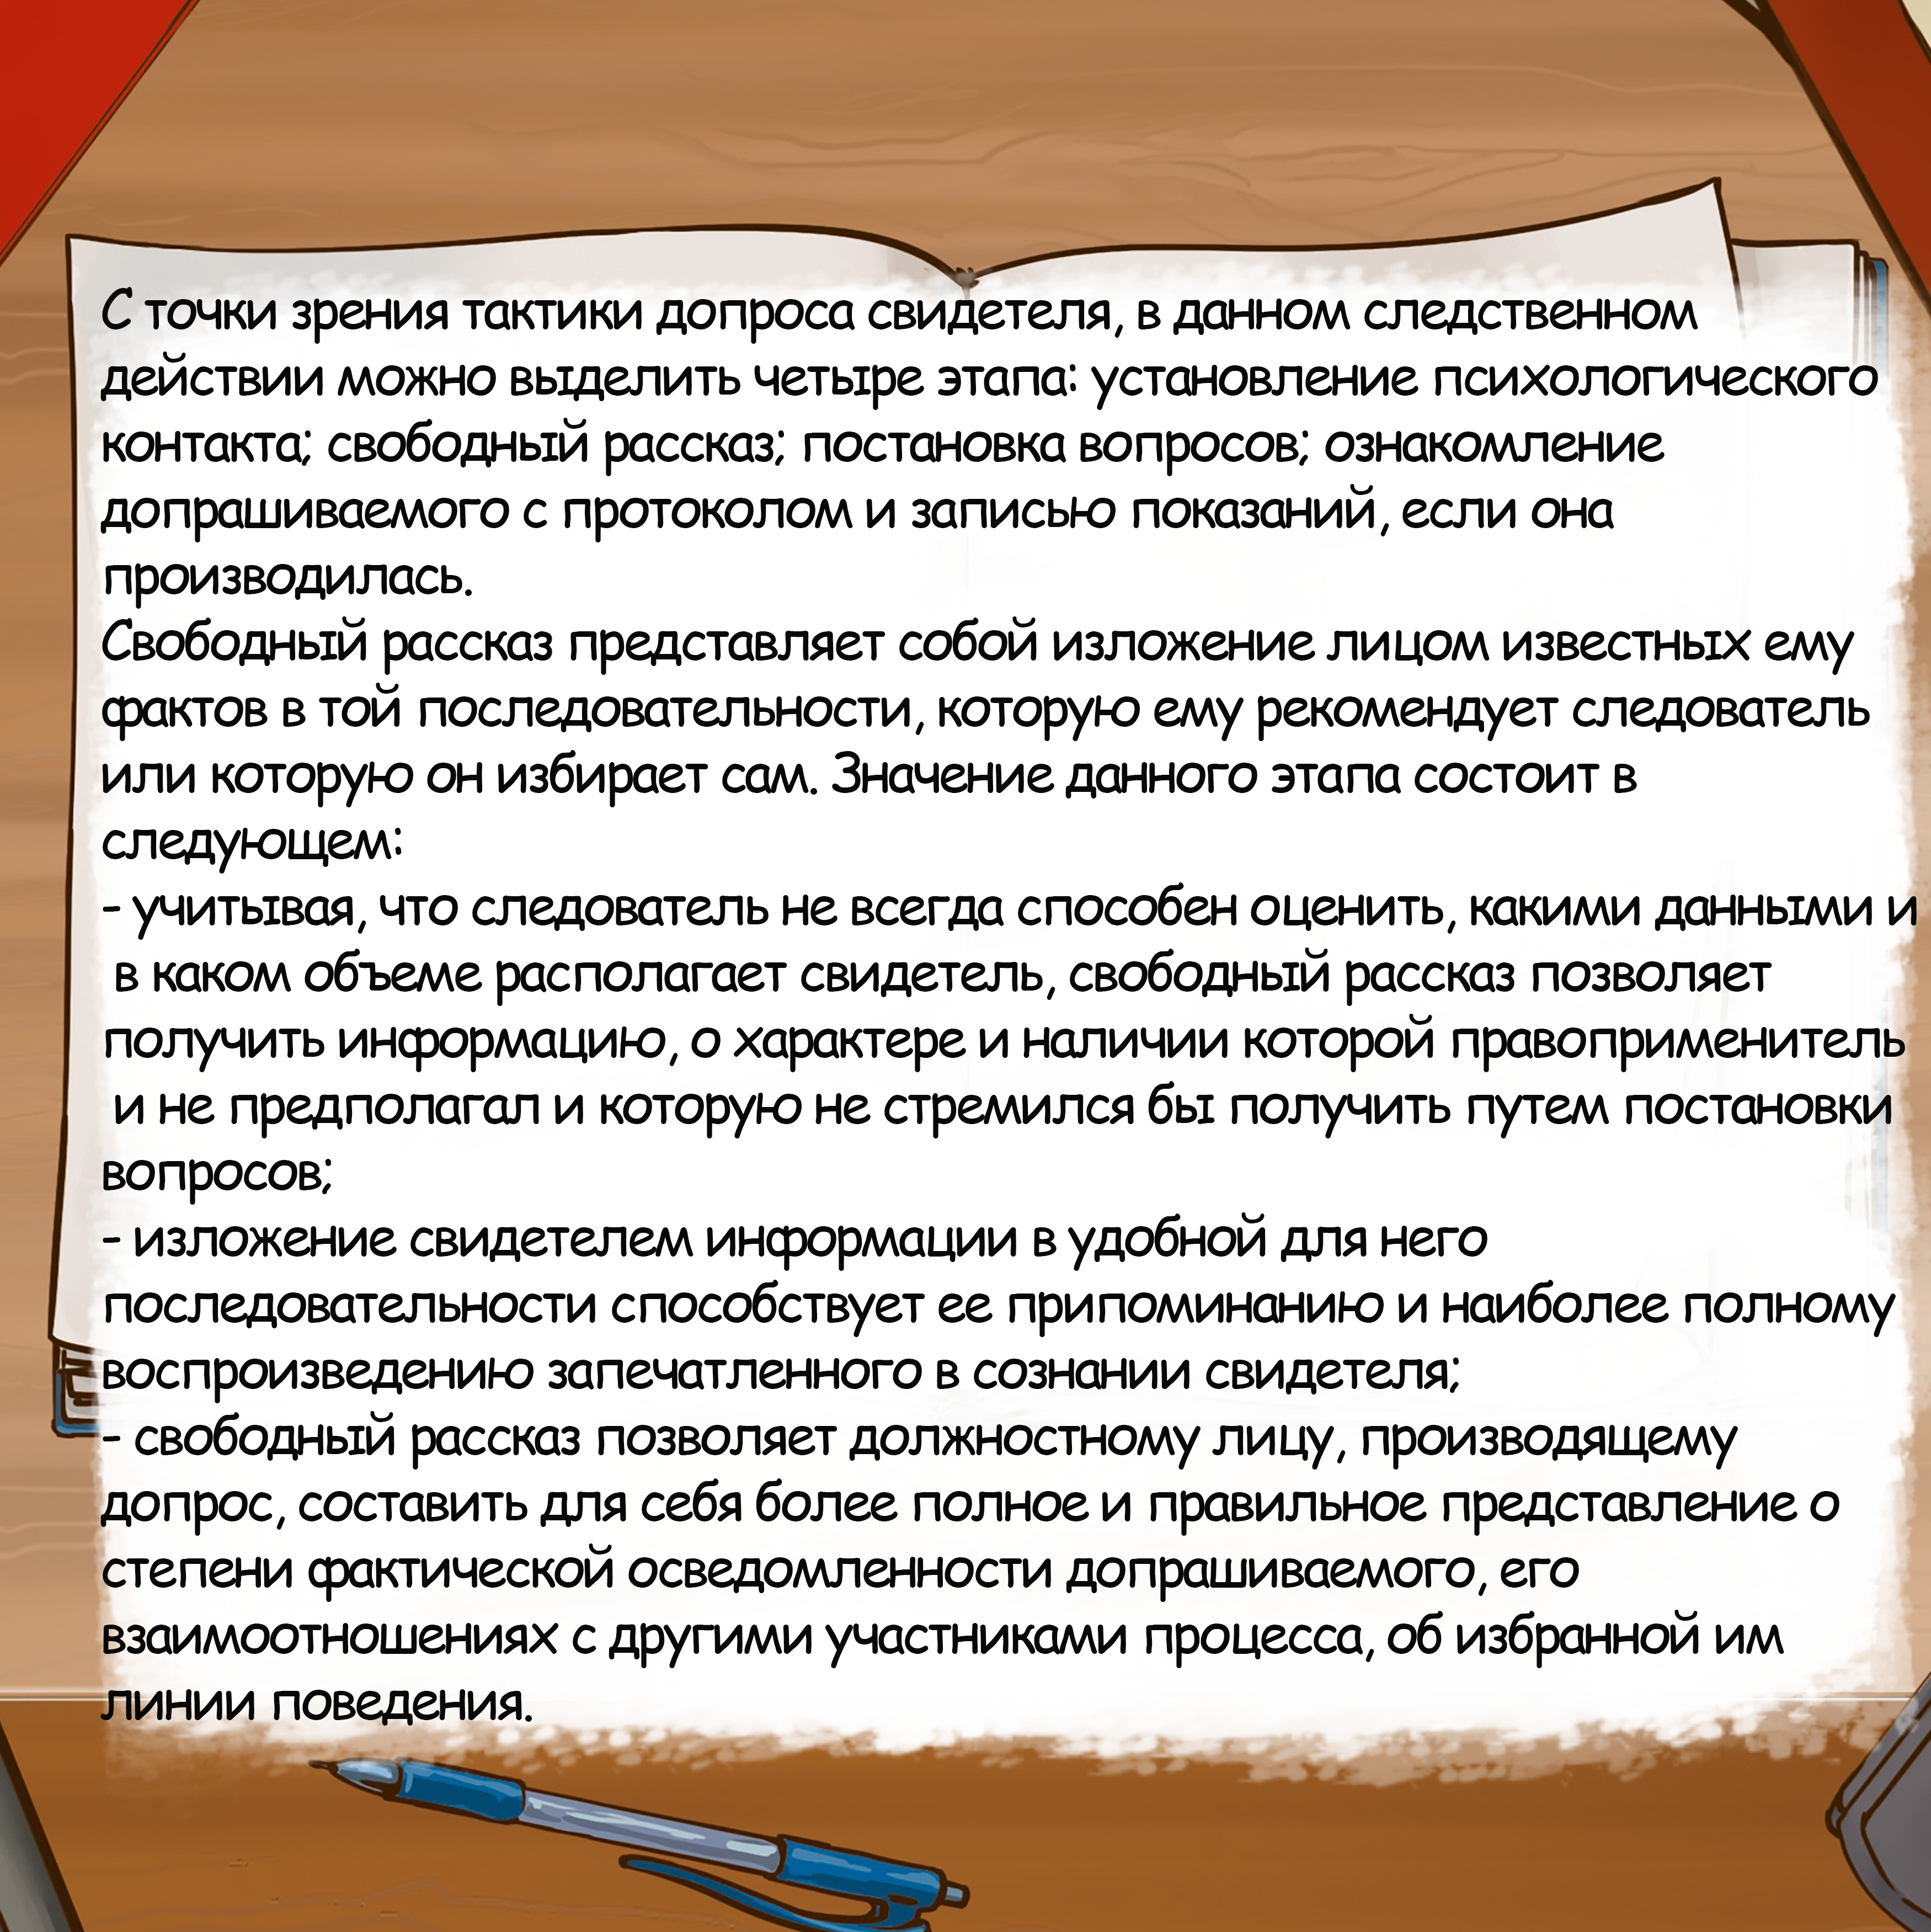 С точки зрения тактики допроса свидетеля, в данном следственном
действии можно выделить четыре этапа: установление психологического
контакта; свободный рассказ; постановка вопросов; ознакомление
допрашиваемого с протоколом и записью показаний, если она
производилась.
Свободный рассказ представляет собой изложение лицом известных ему
фактов в той последовательности, которую ему рекомендует следователь
или которую он избирает сам. Значение данного этапа состоит в
следующем:
- учитывая, что следователь не всегда способен оценить, какими данными и
в каком объеме располагает свидетель, свободный рассказ позволяет
получить информацию, о характере и наличии которой правоприменитель
и не предполагал и которую не стремился бы получить путем постановки
вопросов;
- изложение свидетелем информации в удобной для него
последовательности способствует ее припоминанию и наиболее полному
воспроизведению запечатленного в сознании свидетеля;
- свободный рассказ позволяет должностному лицу, производящему
допрос, составить для себя более полное и правильное представление о
степени фактической осведомленности допрашиваемого, его
взаимоотношениях с другими участниками процесса, об избранной им
линии поведения.